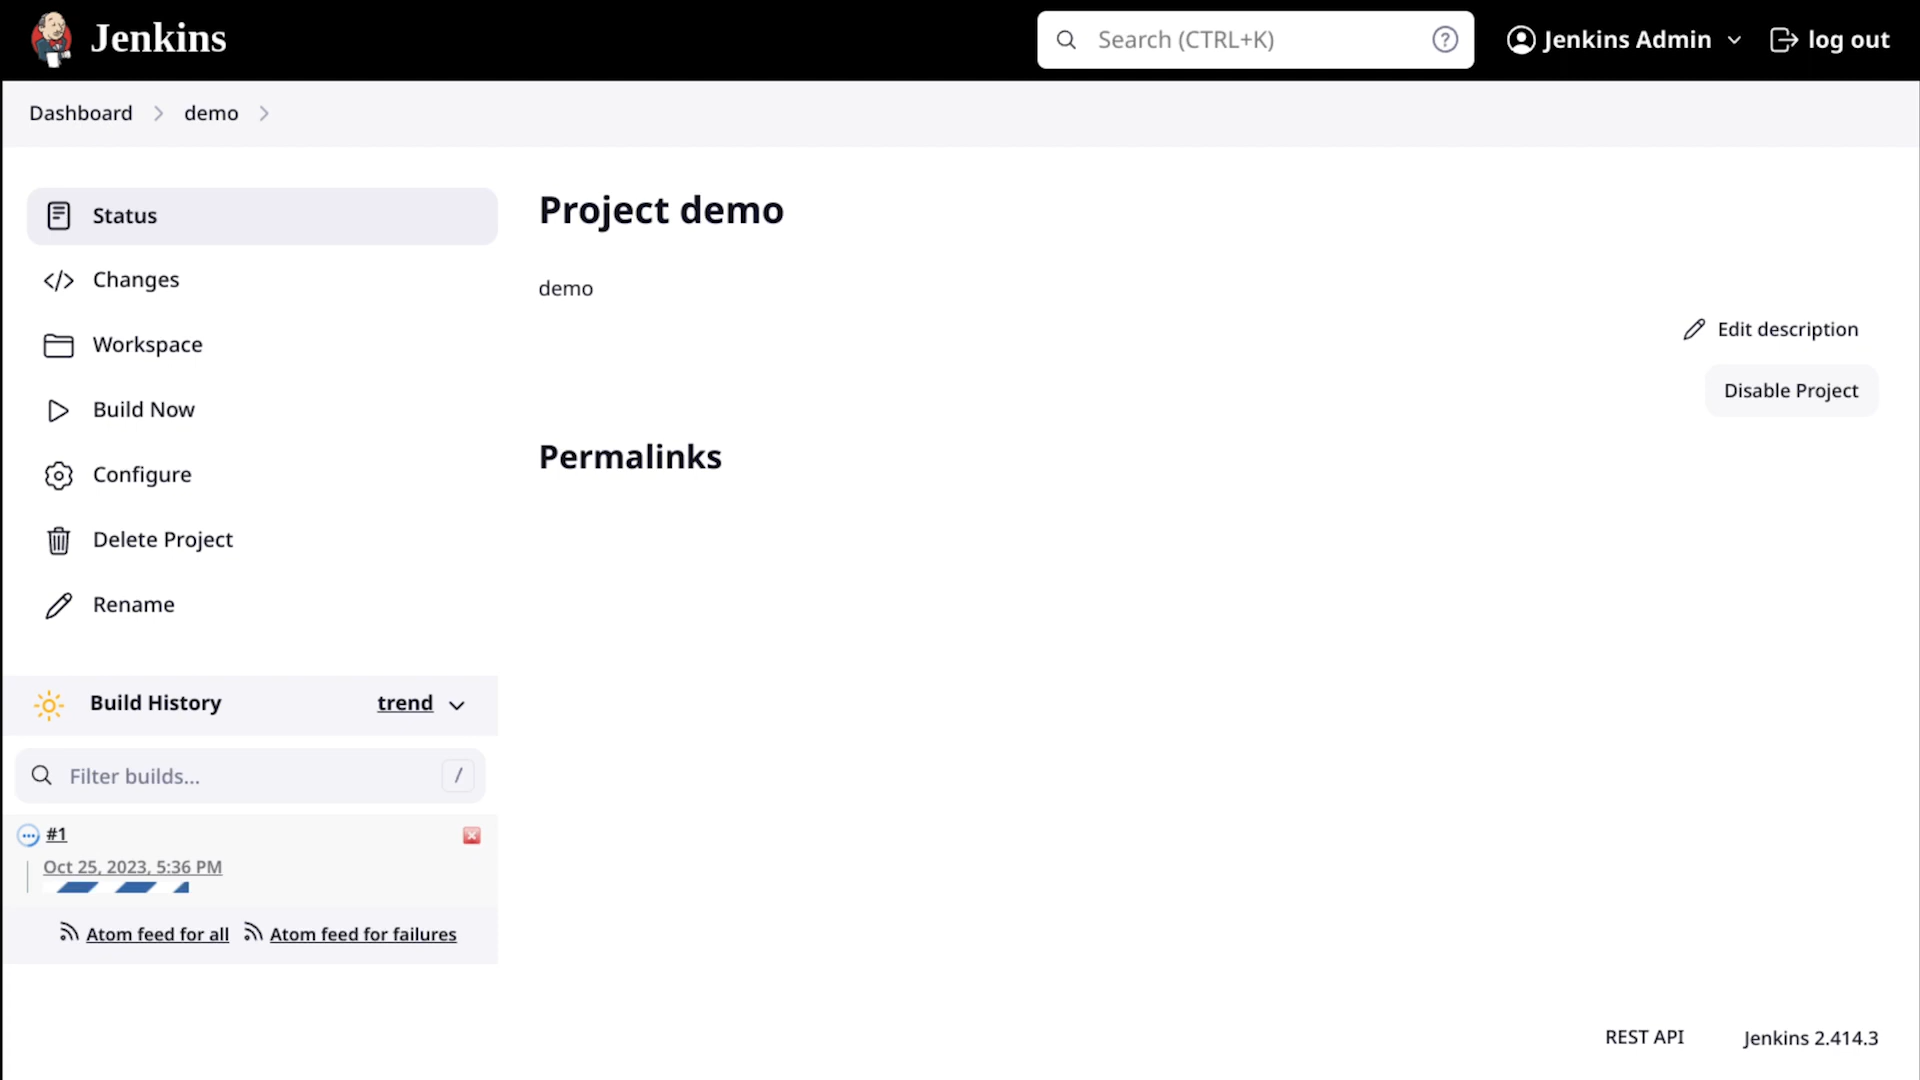 Jenkins
Search (CTRL+K)
?
Jenkins Admin
log out
Dashboard
demo
Status
Changes
Workspace
Build Now
Configure
Delete Project
Rename
Project demo
demo
Edit description
Disable Project
Permalinks
Build History
trend
Filter builds...
/
#1
Oct 25, 2023, 5:36 PM
Atom feed for all
Atom feed for failures
REST API
Jenkins 2.414.3